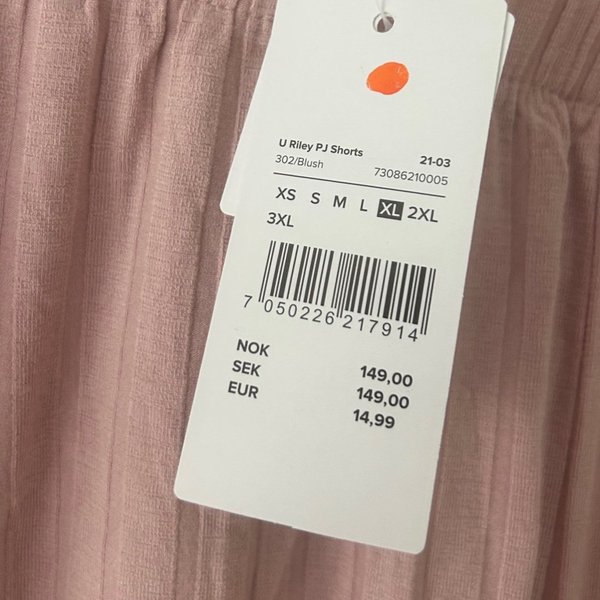 U Riley PJ Shorts 21-03
302/Blush 73086210005
XS S M L XL 2XL
3XL
7 050226 217914
NOK 149,00
SEK 149,00
EUR 14,99